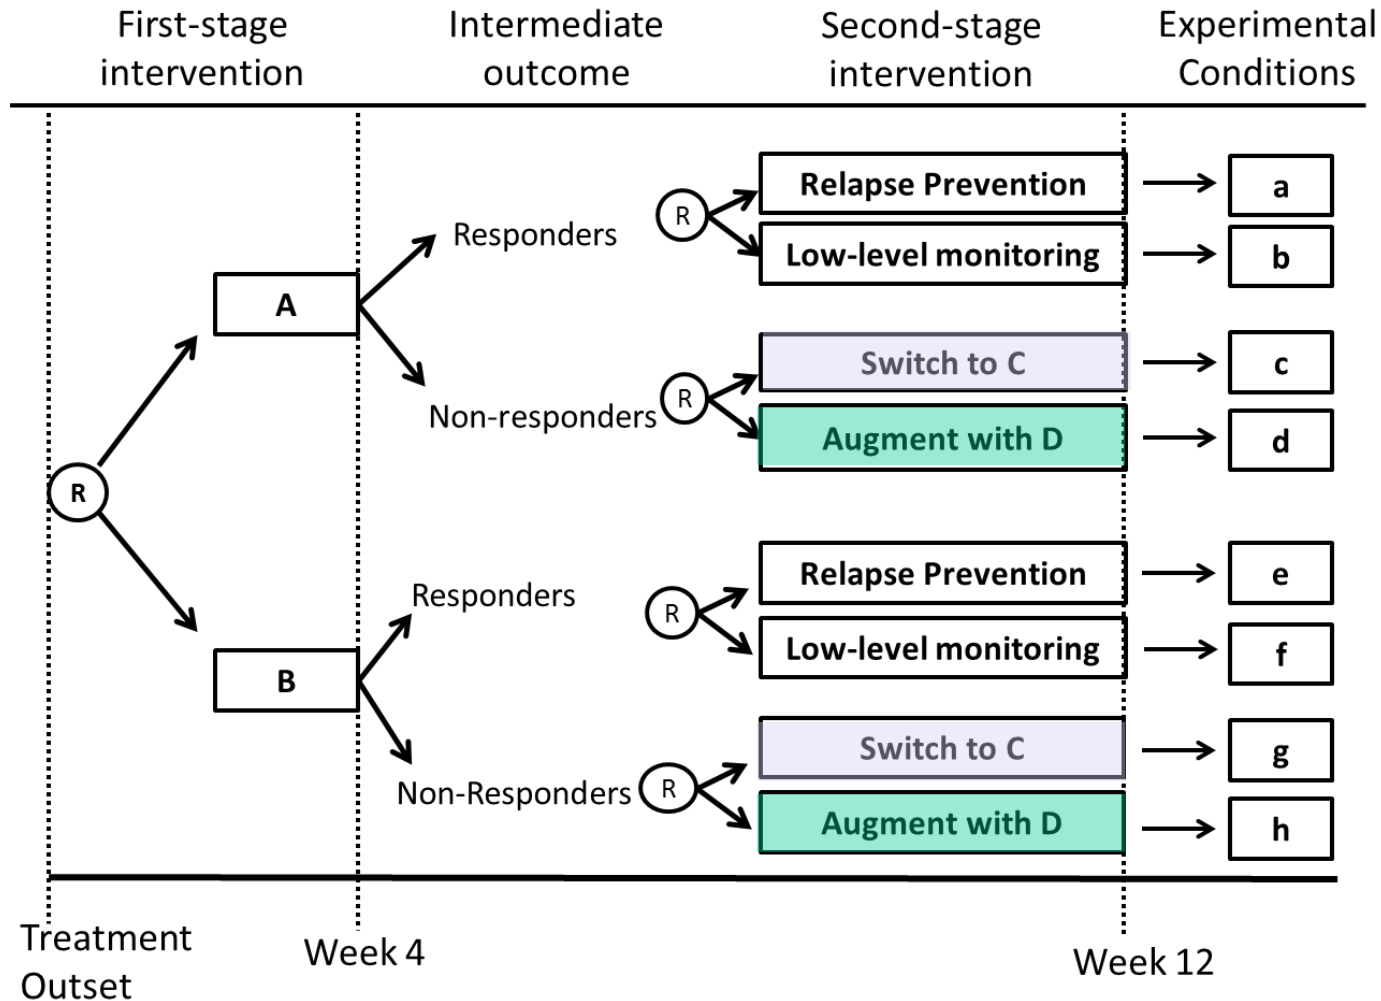 First-stage
intervention
Intermediate
outcome
Second-stage
intervention
Experimental
Conditions
Relapse Prevention
a
R
Responders
Low-level monitoring
b
A
Switch to C
c
Non-responders
R
Augment with D
d
R
Relapse Prevention
e
Responders
R
Low-level monitoring
f
B
Switch to C
g
Non-Responders
R
Augment with D
h
Treatment
Outset
Week 4
Week 12